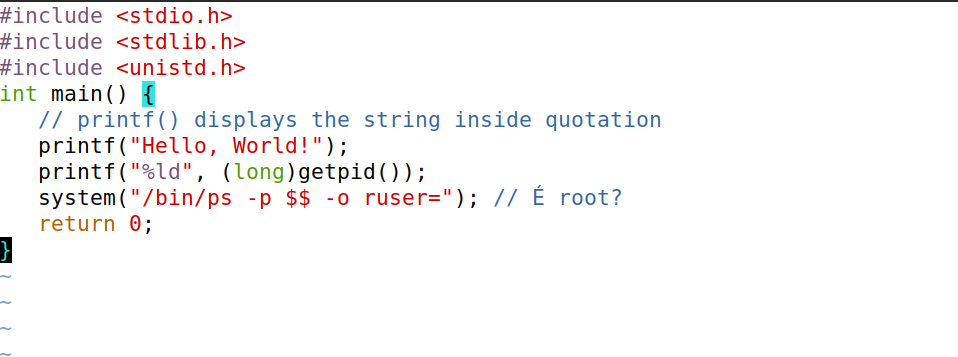 #include <stdio.h>
#include <stdlib.h>
#include <unistd.h>
int main() {
   // printf() displays the string inside quotation
   printf("Hello, World!");
   printf("%ld", (long)getpid());
   system("/bin/ps -p $$ -o ruser="); // É root?
   return 0;
}
~
~
~
~